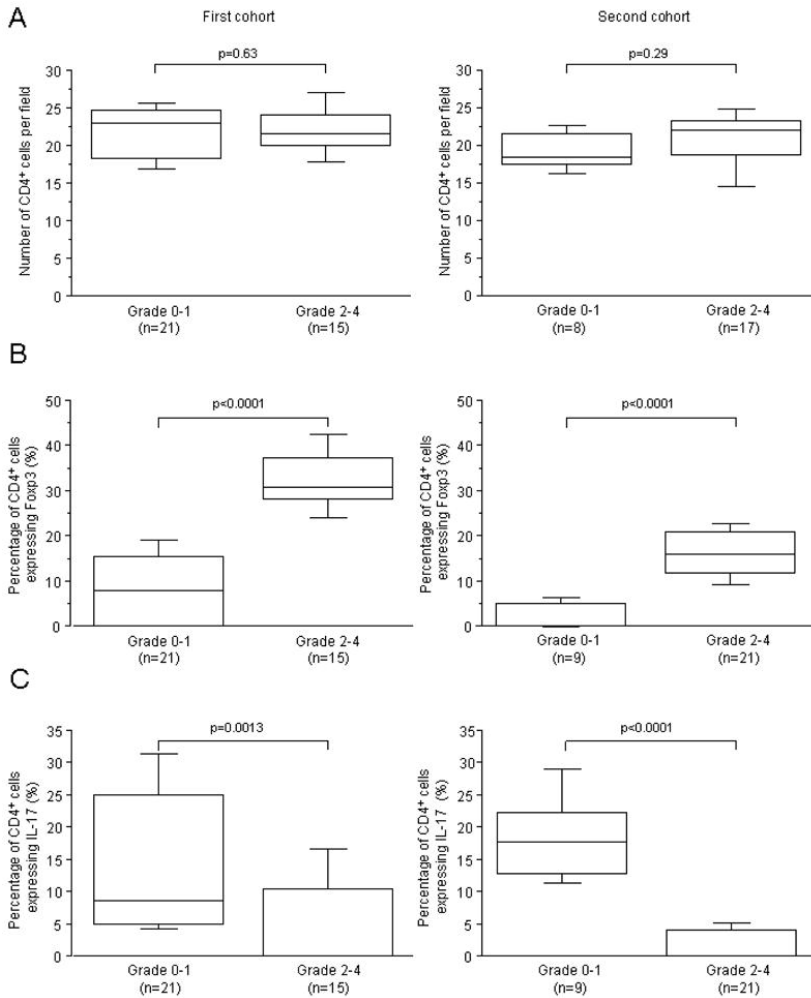 A
First cohort
Second cohort
p=0.63
p=0.29
Number of CD4+ cells per field
30
25
20
15
10
5
0
Grade 0-1
(n=21)
Grade 2-4
(n=15)
Number of CD4+ cells per field
30
25
20
15
10
5
0
Grade 0-1
(n=8)
Grade 2-4
(n=17)
B
p<0.0001
p<0.0001
Percentage of CD4+ cells
expressing Foxp3 (%)
50
40
30
20
10
0
Grade 0-1
(n=21)
Grade 2-4
(n=15)
Percentage of CD4+ cells
expressing Foxp3 (%)
50
40
30
20
10
0
Grade 0-1
(n=9)
Grade 2-4
(n=21)
C
p=0.0013
p<0.0001
Percentage of CD4+ cells
expressing IL-17 (%)
35
30
25
20
15
10
5
0
Grade 0-1
(n=21)
Grade 2-4
(n=15)
Percentage of CD4+ cells
expressing IL-17 (%)
35
30
25
20
15
10
5
0
Grade 0-1
(n=9)
Grade 2-4
(n=21)